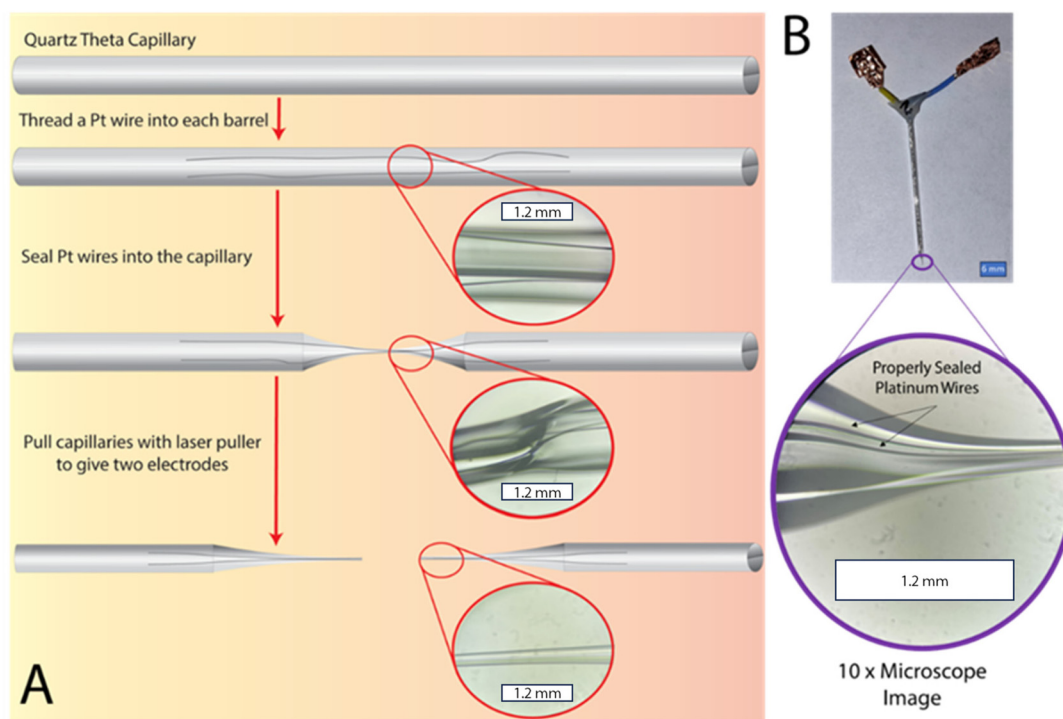 Quartz Theta Capillary
Thread a Pt wire into each barrel
1.2 mm
Seal Pt wires into the capillary
1.2 mm
Pull capillaries with laser puller
to give two electrodes
1.2 mm
A
B
6 mm
Properly Sealed
Platinum Wires
1.2 mm
10 x Microscope
Image